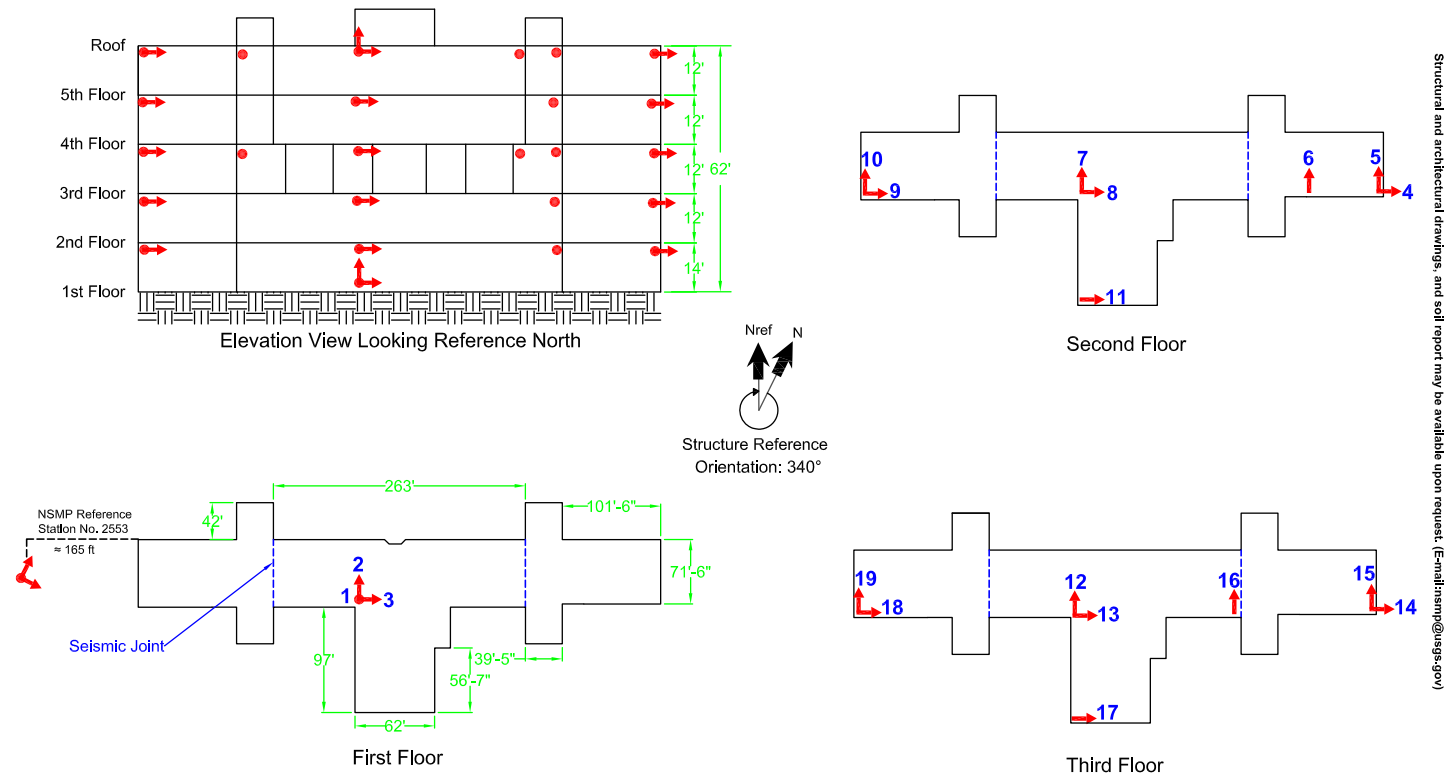 Roof
5th Floor
4th Floor
3rd Floor
2nd Floor
1st Floor
12'
12'
12'
12'
14'
62'
Elevation View Looking Reference North
Nref
N
Structure Reference
Orientation: 340°
10
9
7
8
6
5
4
11
Second Floor
NSMP Reference
Station No. 2553
≈ 165 ft
42'
263'
101'-6"
71'-6"
2
1
3
Seismic Joint
97'
39'-5"
56'-7"
62'
First Floor
19
18
12
13
16
15
14
17
Third Floor
Structural and architectural drawings, and soil report may be available upon request. (E-mail:nsmp@usgs.gov)